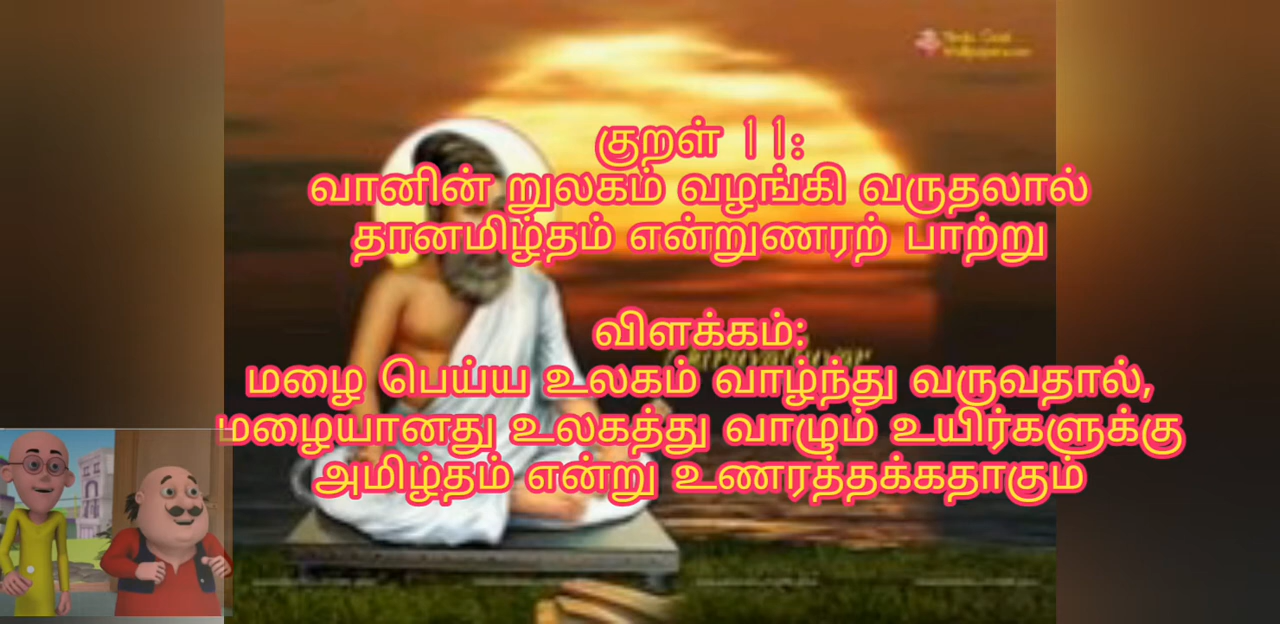 குறள் 11:
வானின் றுலகம் வழங்கி வருதலால்
தானமிழ்தம் என்றுணரற் பாற்று
விளக்கம்:
மழை பெய்ய உலகம் வாழ்ந்து வருவதால்,
மழையானது உலகத்து வாழும் உயிர்களுக்கு
அமிழ்தம் என்று உணரத்தக்கதாகும்